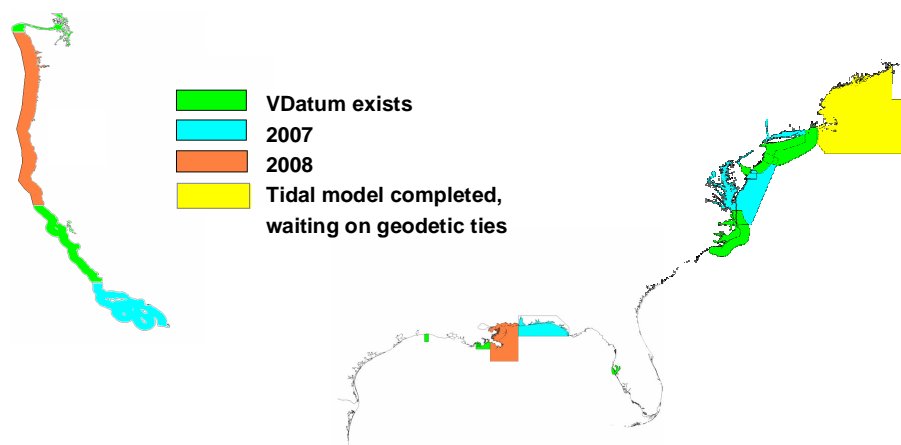 VDatum exists
2007
2008
Tidal model completed,
waiting on geodetic ties